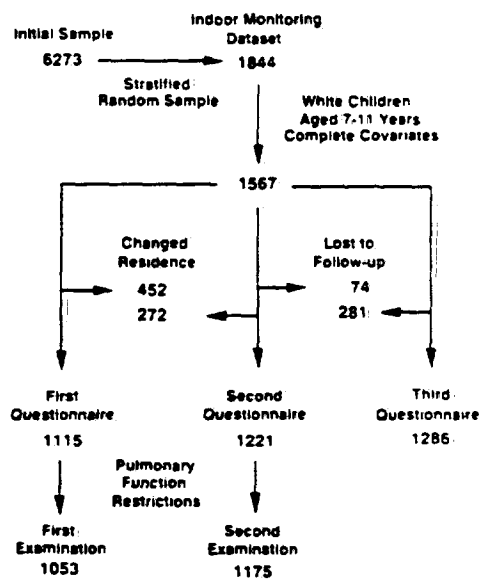 Initial Sample
6273
Indoor Monitoring
Dataset
1844
Stratified
Random Sample
White Children
Aged 7-11 Years
Complete Covariates
1567
Changed
Residence
452
272
Lost to
Follow-up
74
281
First
Questionnaire
1115
Second
Questionnaire
1221
Third
Questionnaire
1286
Pulmonary
Function
Restrictions
First
Examination
1053
Second
Examination
1175